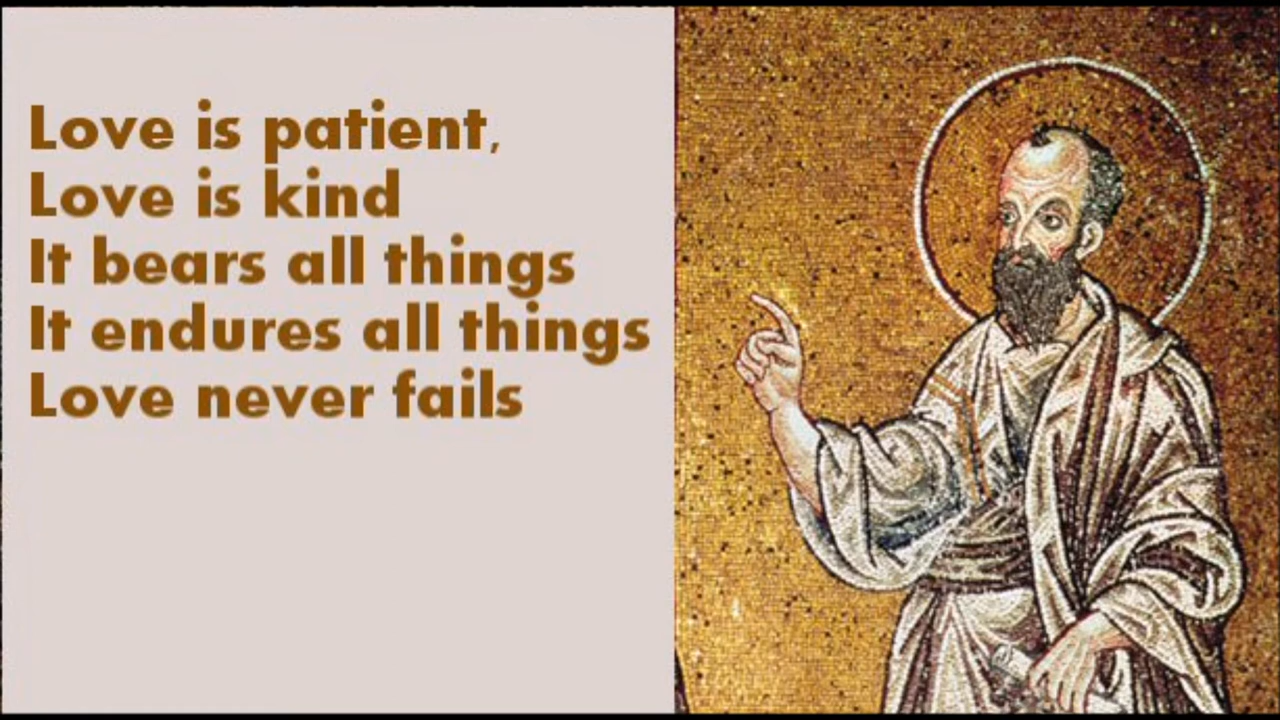 Love is patient,
Love is kind
It bears all things
It endures all things
Love never fails